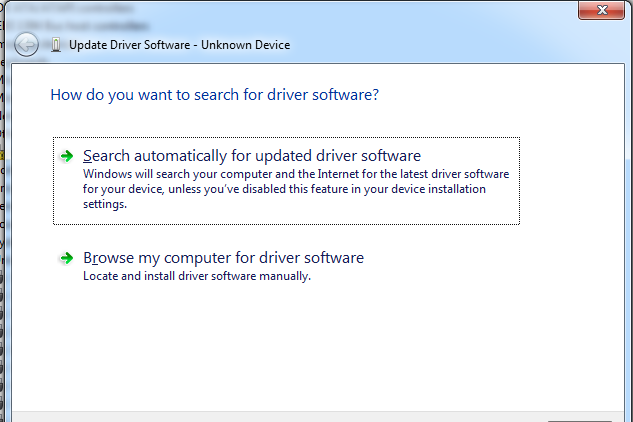 Update Driver Software - Unknown Device
How do you want to search for driver software?
Search automatically for updated driver software
Windows will search your computer and the Internet for the latest driver software
for your device, unless you've disabled this feature in your device installation
settings.
Browse my computer for driver software
Locate and install driver software manually.